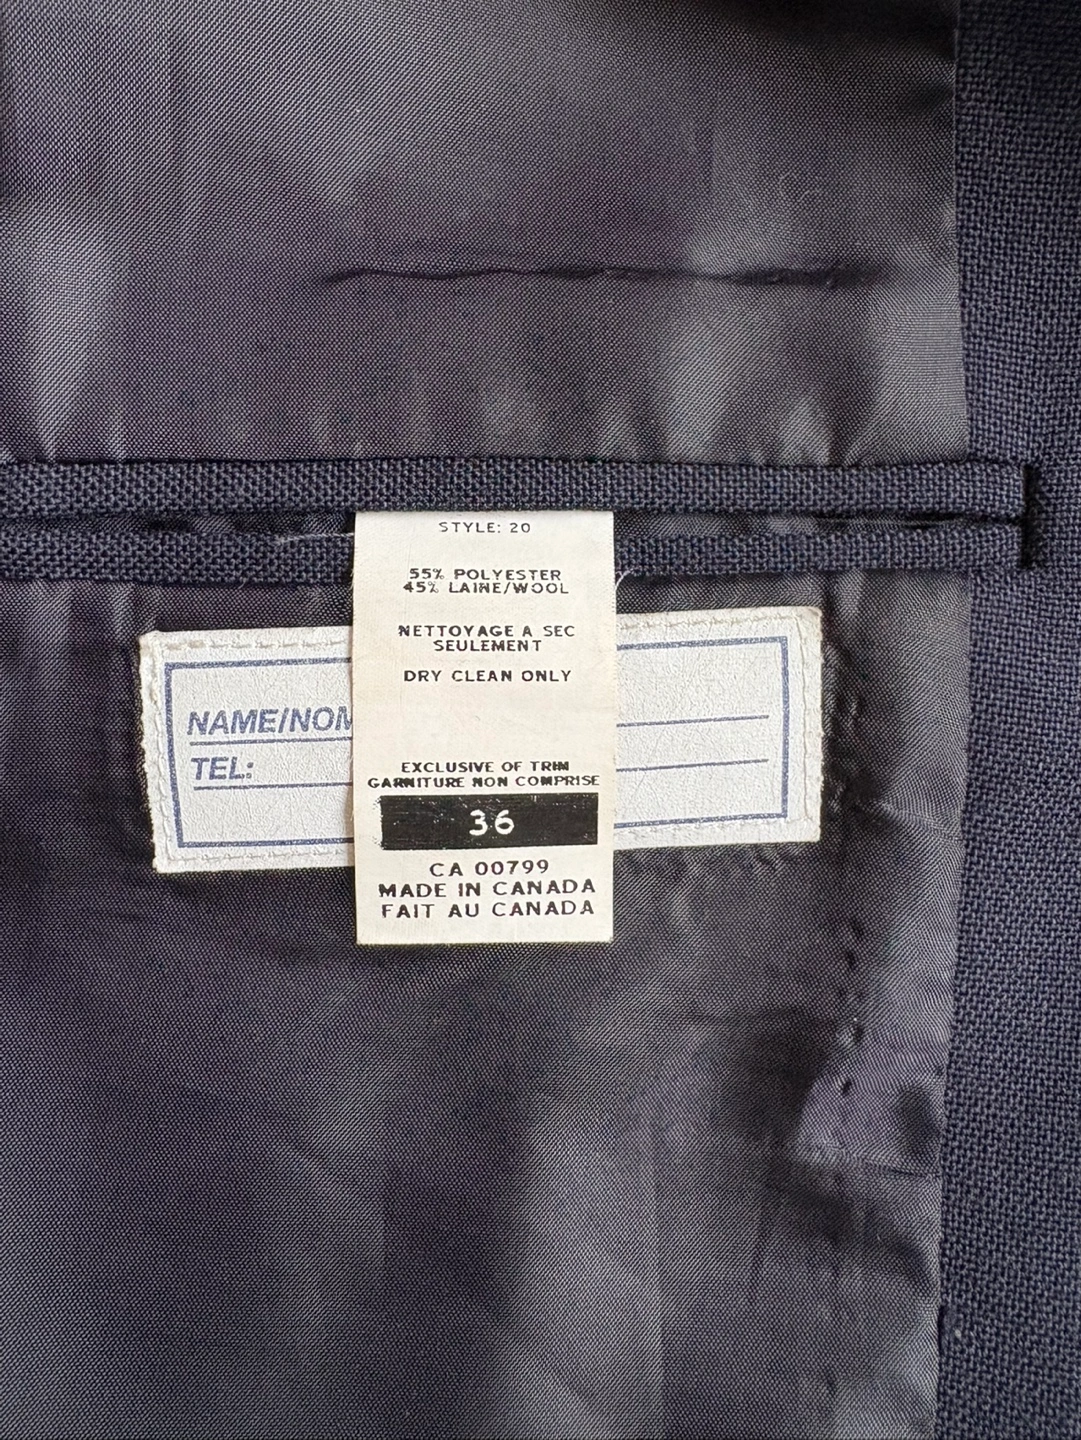 STYLE: 20
55% POLYESTER
45% LAINE/WOOL
NETTOYAGE A SEC
SEULEMENT
DRY CLEAN ONLY
EXCLUSIVE OF TRIM
GARNITURE NON COMPRISE
36
CA 00799
MADE IN CANADA
FAIT AU CANADA
NAME/NOM
TEL: